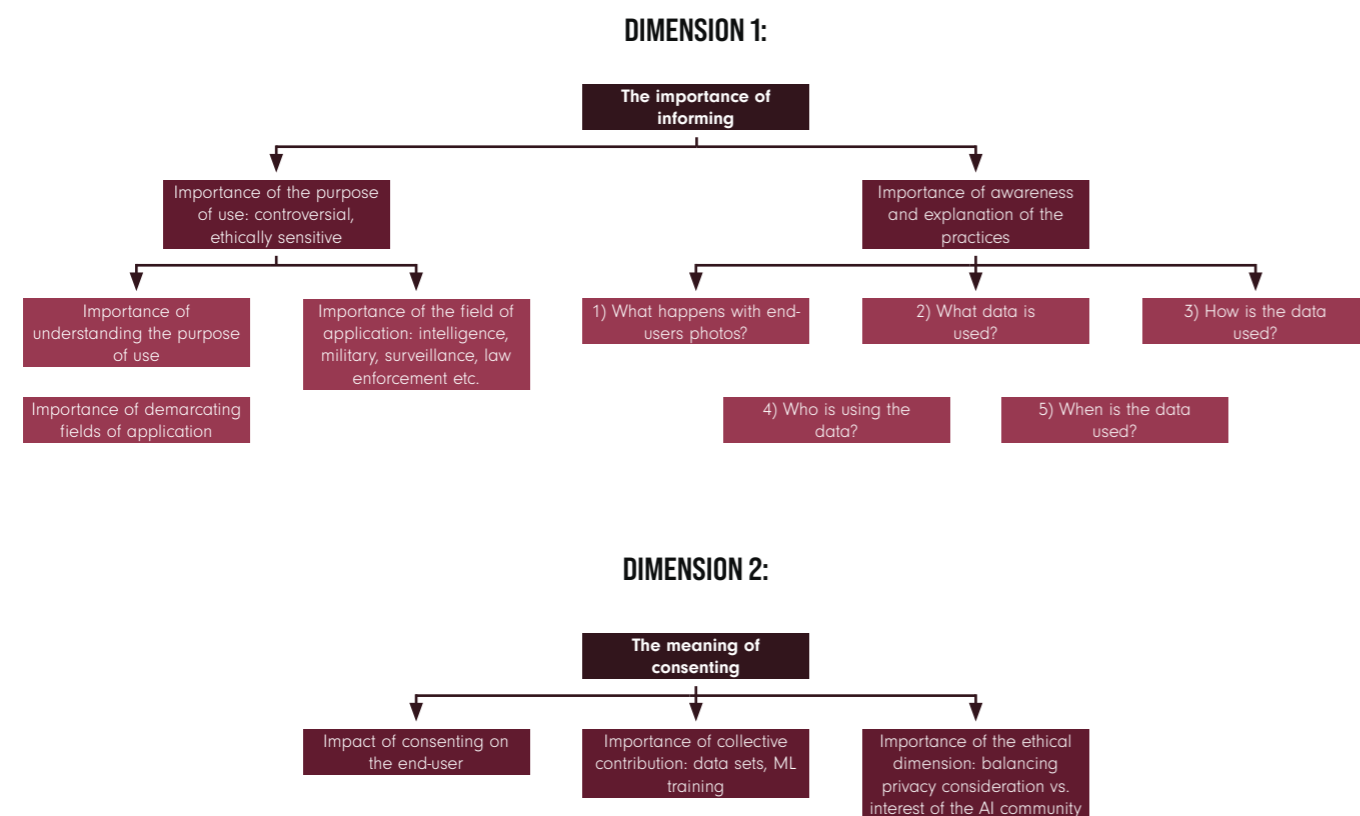 DIMENSION 1:
The importance of
informing
Importance of the purpose
of use: controversial,
ethically sensitive
Importance of awareness
and explanation of the
practices
Importance of
understanding the purpose
of use
Importance of the field of
application: intelligence,
military, surveillance, law
enforcement etc.
1) What happens with end-
users photos?
2) What data is
used?
3) How is the data
used?
Importance of demarcating
fields of application
4) Who is using the
data?
5) When is the data
used?
DIMENSION 2:
The meaning of
consenting
Impact of consenting on
the end-user
Importance of collective
contribution: data sets, ML
training
Importance of the ethical
dimension: balancing
privacy consideration vs.
interest of the AI community